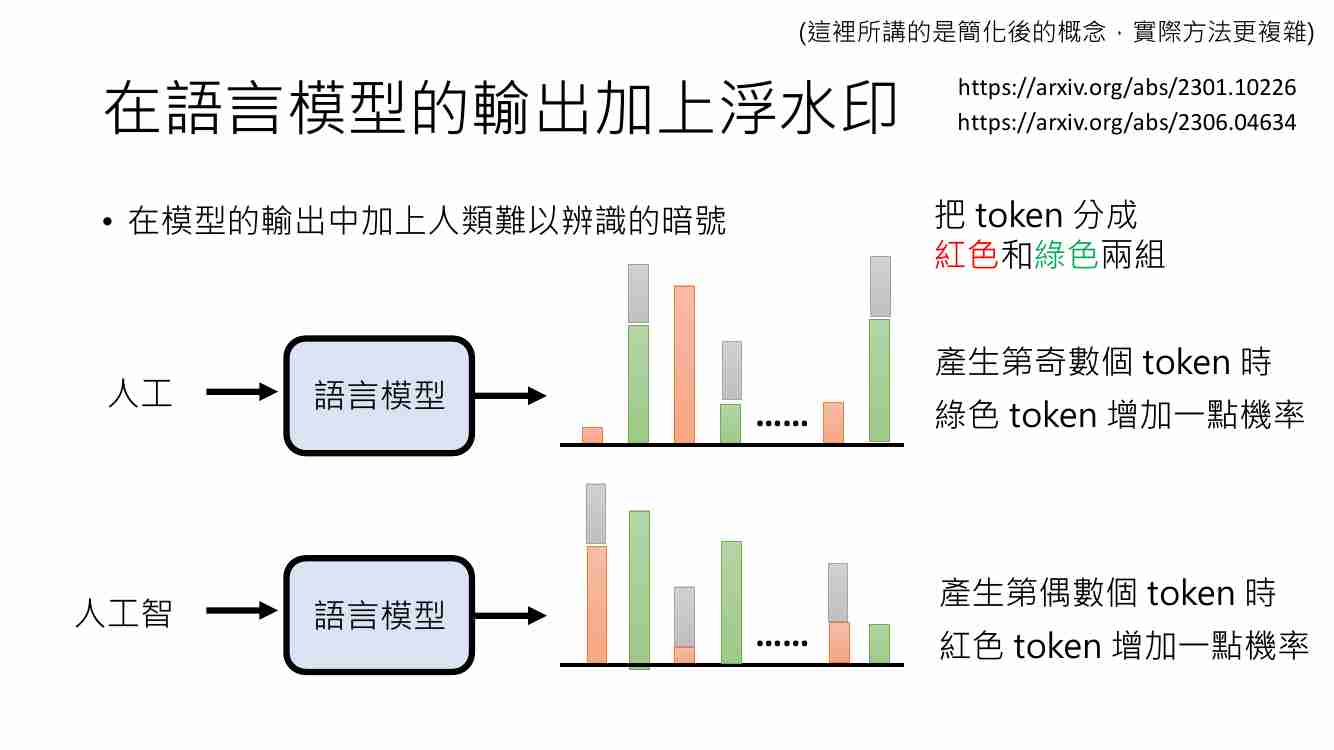 (這裡所講的是簡化後的概念，實際方法更複雜)
在語言模型的輸出加上浮水印
https://arxiv.org/abs/2301.10226
https://arxiv.org/abs/2306.04634
• 在模型的輸出中加上人類難以辨識的暗號
把 token 分成
紅色和綠色兩組
人工
語言模型
......
產生第奇數個 token 時
綠色 token 增加一點機率
人工智
語言模型
......
產生第偶數個 token 時
紅色 token 增加一點機率